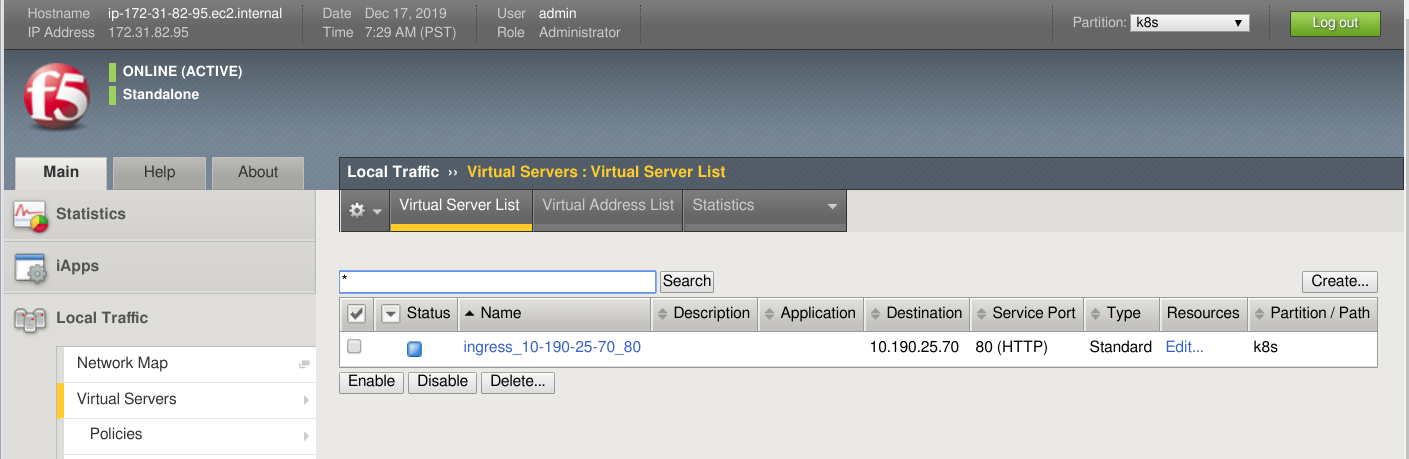 Hostname ip-172-31-82-95.ec2.internal Date Dec 17, 2019 User admin Partition: k8s Log out
IP Address 172.31.82.95 Time 7:29 AM (PST) Role Administrator
f5
ONLINE (ACTIVE)
Standalone
Main Help About Local Traffic ›› Virtual Servers : Virtual Server List
Statistics Virtual Server List Virtual Address List Statistics
iApps
* Search Create...
Local Traffic Status Name Description Application Destination Service Port Type Resources Partition / Path
ingress_10-190-25-70_80 10.190.25.70 80 (HTTP) Standard Edit... k8s
Network Map
Enable Disable Delete...
Virtual Servers
Policies